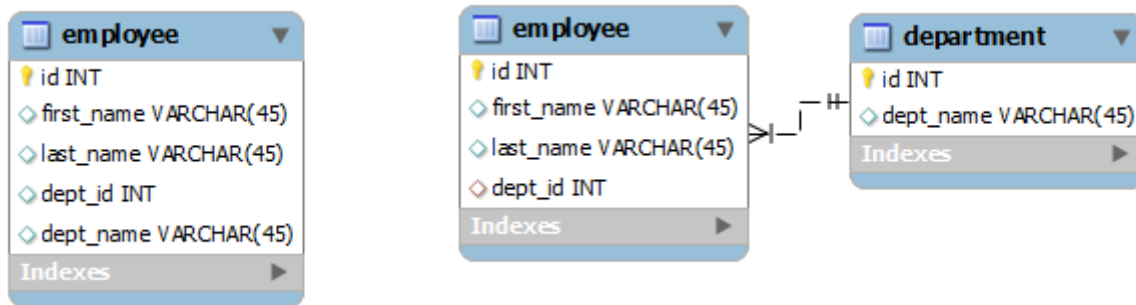 employee
id INT
first_name VARCHAR(45)
last_name VARCHAR(45)
dept_id INT
dept_name VARCHAR(45)
Indexes
employee
id INT
first_name VARCHAR(45)
last_name VARCHAR(45)
dept_id INT
Indexes
department
id INT
dept_name VARCHAR(45)
Indexes